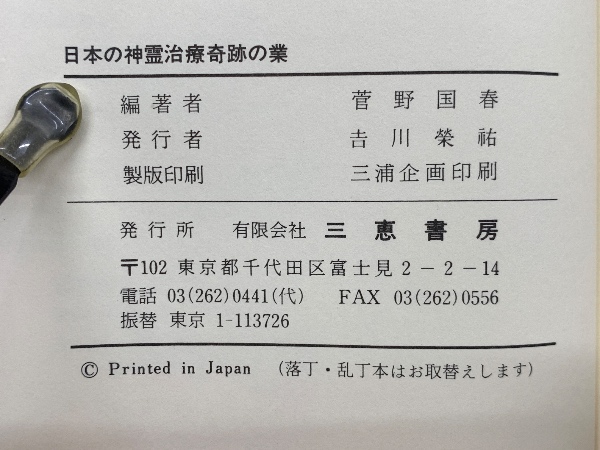 日本の神霊治療奇跡の業
編著者 菅野国春
発行者 𠮷川榮祐
製版印刷 三浦企画印刷
発行所 有限会社 三恵書房
〒102 東京都千代田区富士見2-2-14
電話 03(262)0441(代) FAX 03(262)0556
振替 東京 1-113726
© Printed in Japan (落丁・乱丁本はお取替えします)